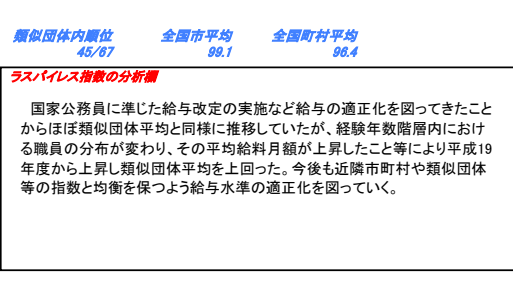 類似団体内順位 全国市平均 全国町村平均
45/67 99.1 96.4
ラスパイレス指数の分析欄
国家公務員に準じた給与改定の実施など給与の適正化を図ってきたこと
からほぼ類似団体平均と同様に推移していたが、経験年数階層内におけ
る職員の分布が変わり、その平均給料月額が上昇したこと等により平成19
年度から上昇し類似団体平均を上回った。今後も近隣市町村や類似団体
等の指数と均衡を保つよう給与水準の適正化を図っていく。